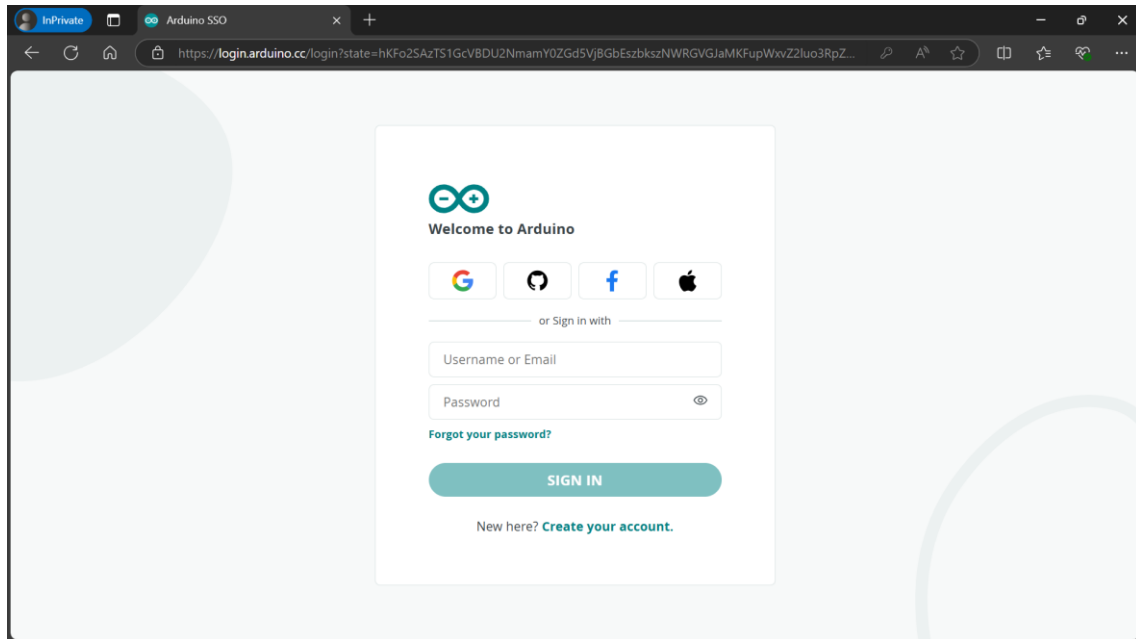 InPrivate Arduino SSO
https://login.arduino.cc/login?state=hKFo2SAzTS1GcVBDU2NmamY0ZGd5VjBGbEszbkszNWRGVGJaMKFupWxvZ2luo3RpZ...
Welcome to Arduino
or Sign in with
Username or Email
Password
Forgot your password?
SIGN IN
New here? Create your account.